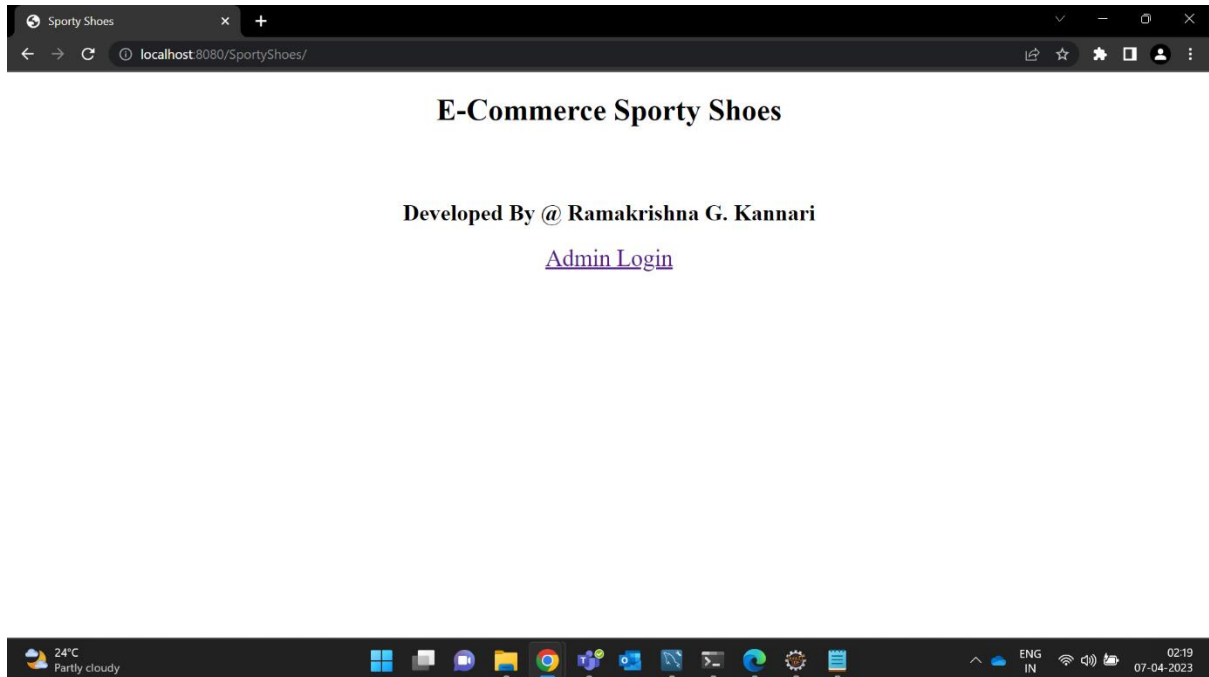 Sporty Shoes
localhost:8080/SportyShoes/
E-Commerce Sporty Shoes
Developed By @ Ramakrishna G. Kannari
Admin Login
24°C
Partly cloudy
ENG
IN
02:19
07-04-2023